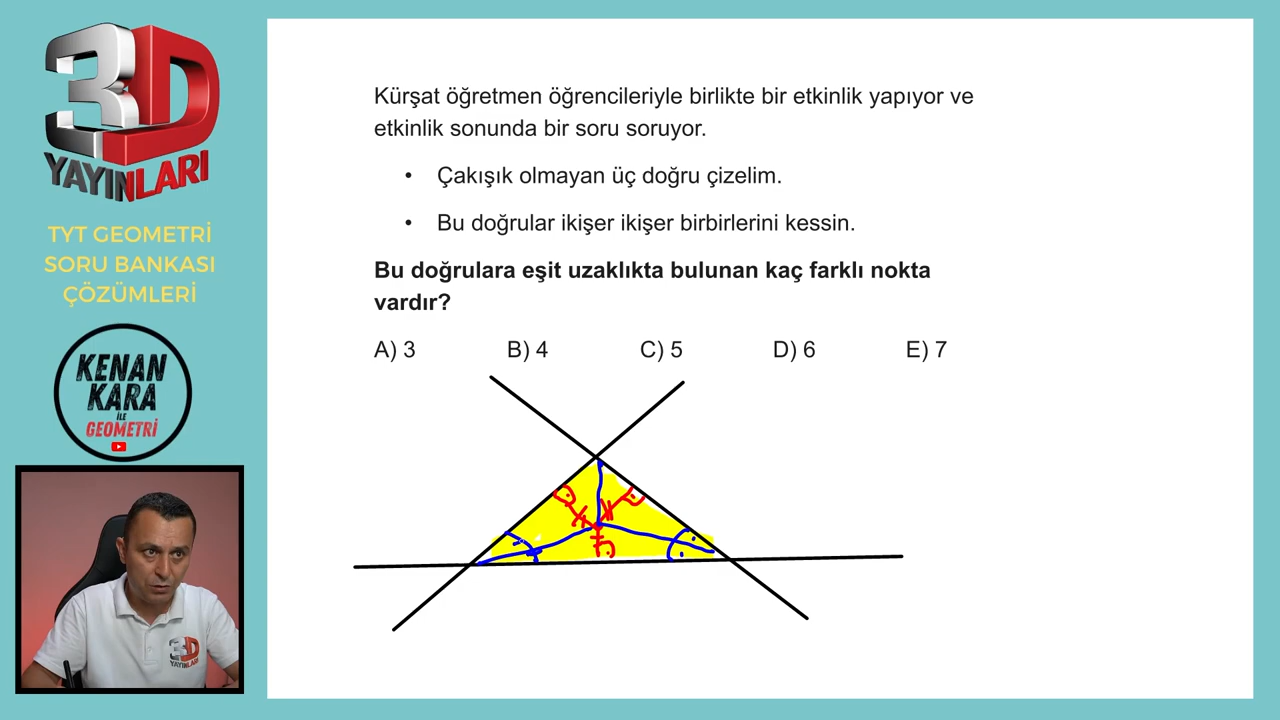 3D
YAYINLARI
TYT GEOMETRİ
SORU BANKASI
ÇÖZÜMLERİ
KENAN
KARA
İLE
GEOMETRİ
Kürşat öğretmen öğrencileriyle birlikte bir etkinlik yapıyor ve
etkinlik sonunda bir soru soruyor.
• Çakışık olmayan üç doğru çizelim.
• Bu doğrular ikişer ikişer birbirlerini kessin.
Bu doğrulara eşit uzaklıkta bulunan kaç farklı nokta
vardır?
A) 3 B) 4 C) 5 D) 6 E) 7
3D
YAYINLARI